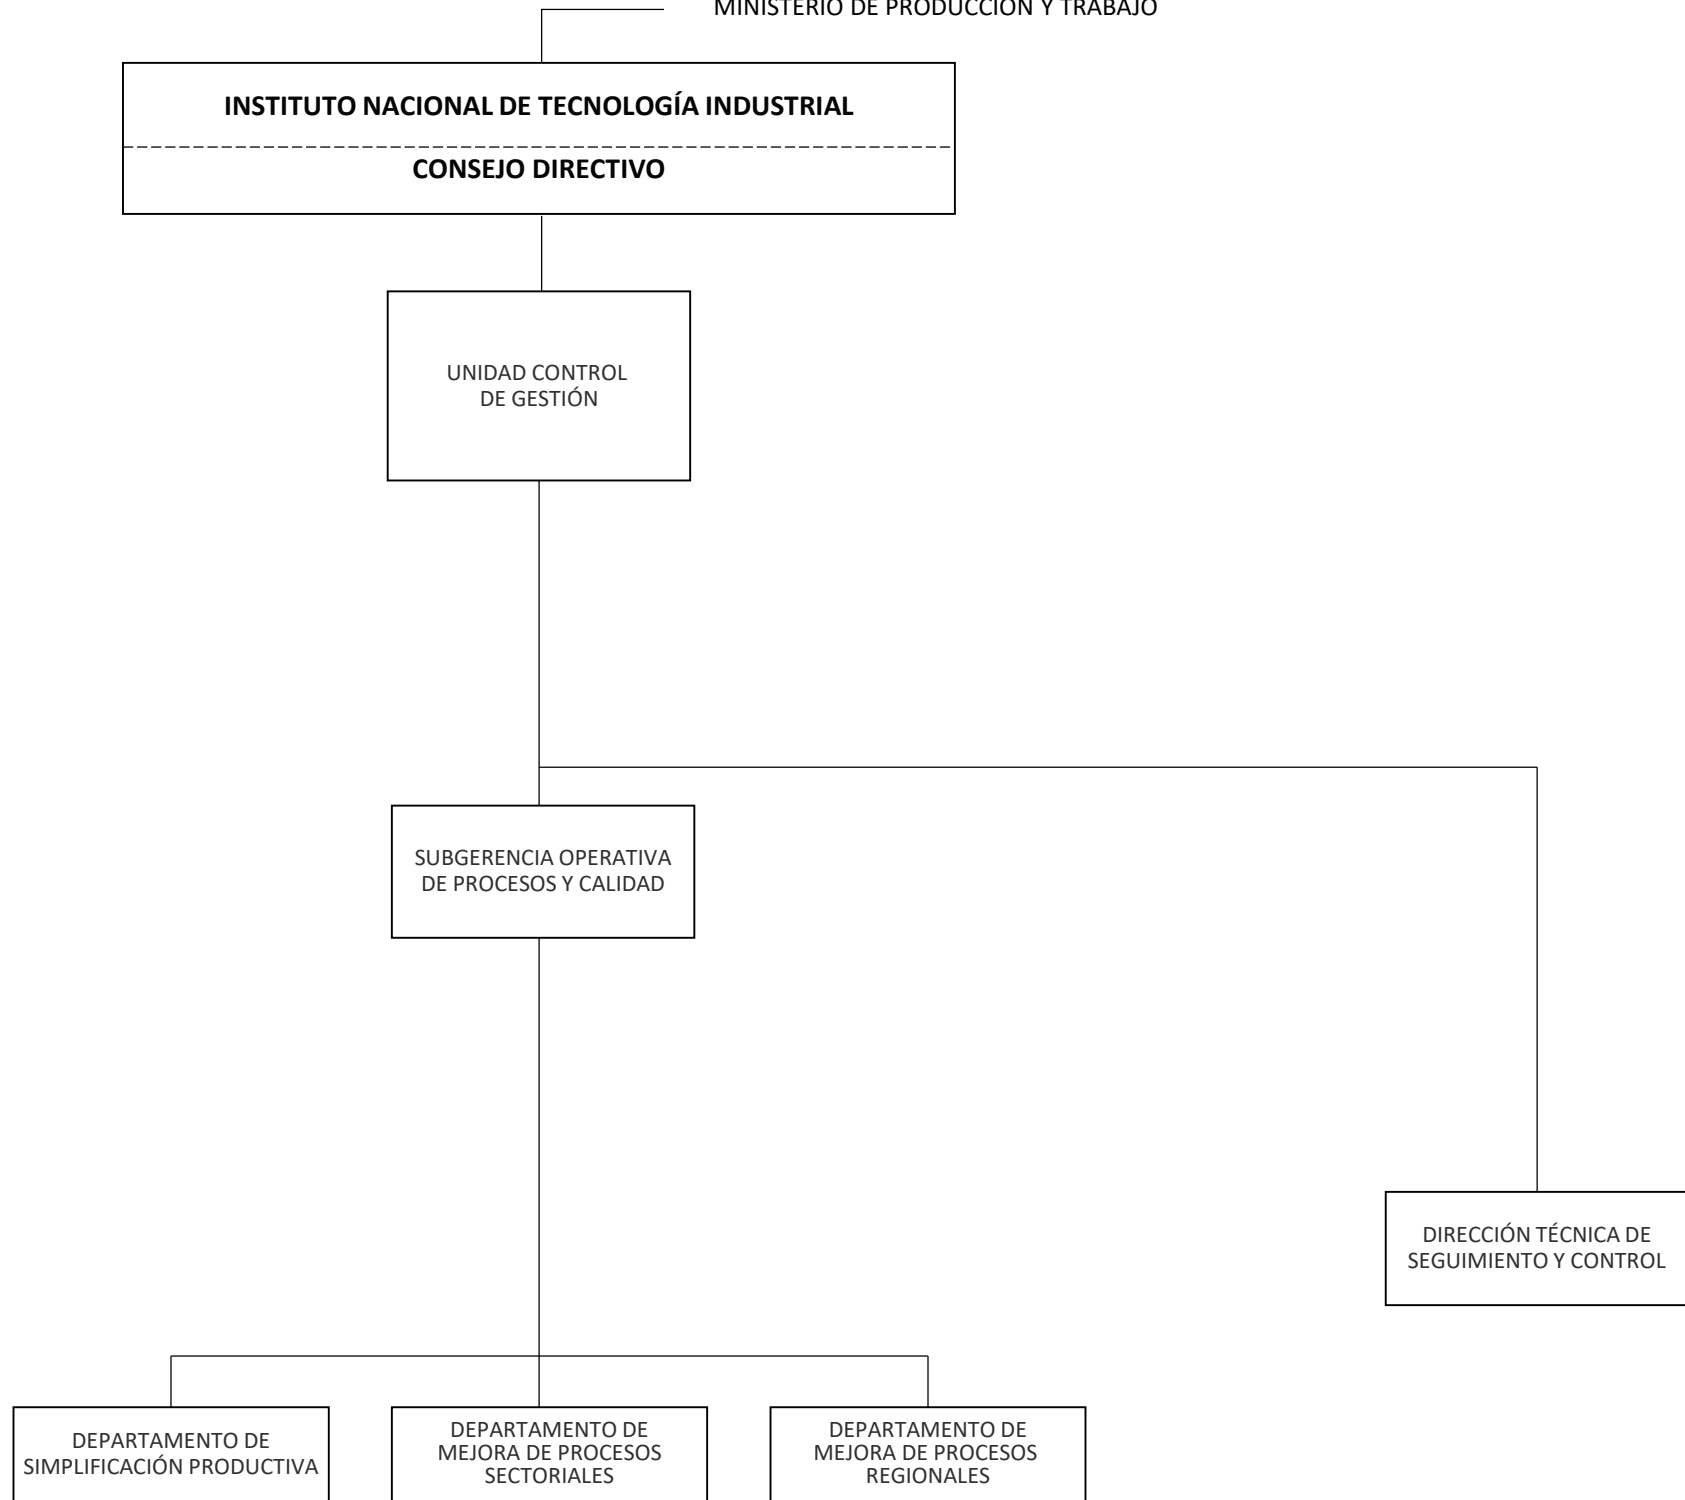 MINISTERIO DE PRODUCCIÓN Y TRABAJO
INSTITUTO NACIONAL DE TECNOLOGÍA INDUSTRIAL
CONSEJO DIRECTIVO
UNIDAD CONTROL
DE GESTIÓN
SUBGERENCIA OPERATIVA
DE PROCESOS Y CALIDAD
DIRECCIÓN TÉCNICA DE
SEGUIMIENTO Y CONTROL
DEPARTAMENTO DE
SIMPLIFICACIÓN PRODUCTIVA
DEPARTAMENTO DE
MEJORA DE PROCESOS
SECTORIALES
DEPARTAMENTO DE
MEJORA DE PROCESOS
REGIONALES